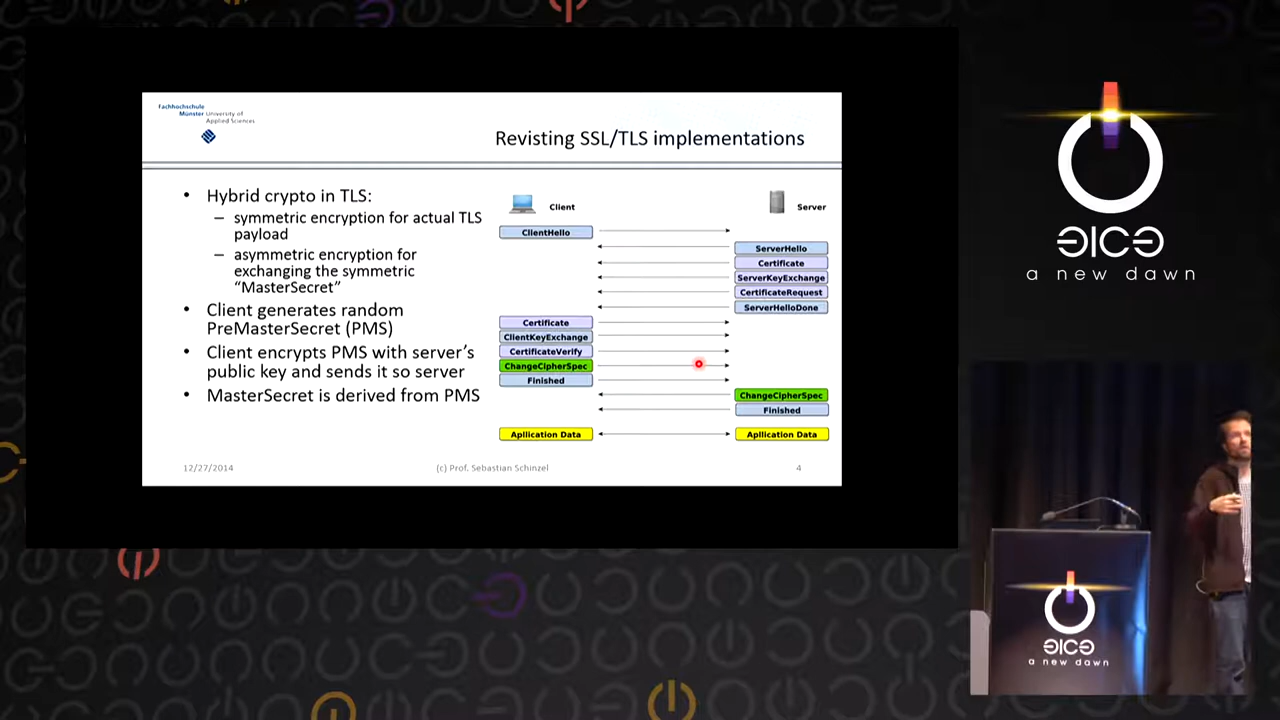 Fachhochschule
Münster University of
Applied Sciences
Revisting SSL/TLS implementations
• Hybrid crypto in TLS:
– symmetric encryption for actual TLS
payload
– asymmetric encryption for
exchanging the symmetric
“MasterSecret”
• Client generates random
PreMasterSecret (PMS)
• Client encrypts PMS with server’s
public key and sends it so server
• MasterSecret is derived from PMS
Client
Server
ClientHello
ServerHello
Certificate
ServerKeyExchange
CertificateRequest
ServerHelloDone
Certificate
ClientKeyExchange
CertificateVerify
ChangeCipherSpec
Finished
ChangeCipherSpec
Finished
Apllication Data
Apllication Data
12/27/2014
(c) Prof. Sebastian Schinzel
4
a new dawn
a new dawn